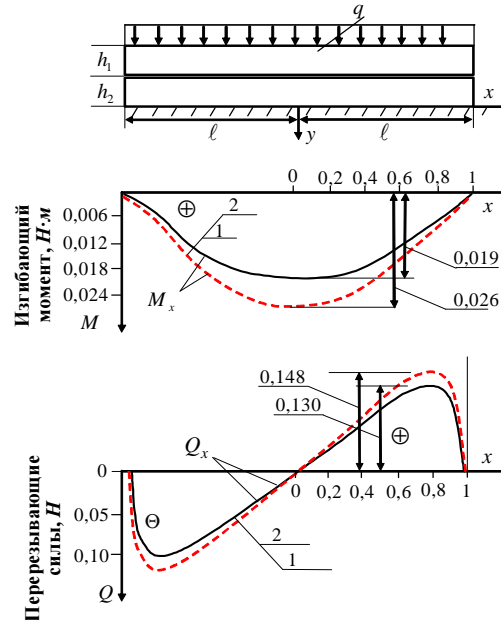 q
h₁
h₂
x
ℓ
y
ℓ
0 0,2 0,4 0,6 0,8 1
x
0,006
0,012
0,018
0,024
M
Изгибающий
момент, Н·м
⊕
2
1
Mₓ
0,019
0,026
0,148
0,130
⊕
x
Qₓ
0
0 0,2 0,4 0,6 0,8 1
0,05
0,10
Q
Перерезывающие
силы, Н
Θ
2
1